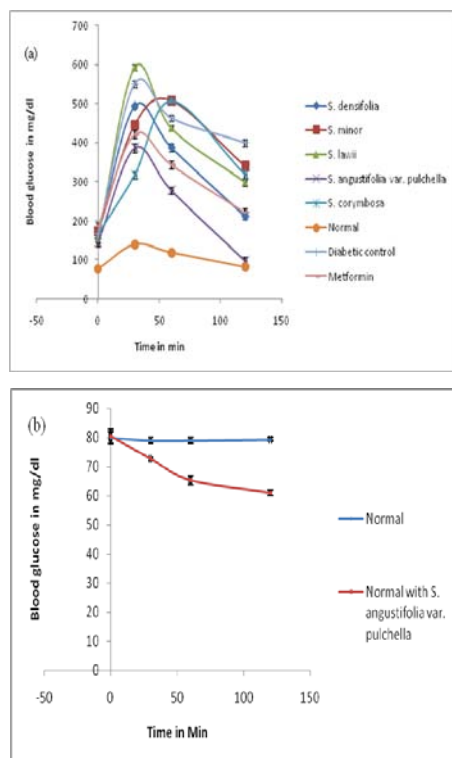 (a)
700
600
500
400
300
200
100
0
Blood glucose in mg/dl
-50
0
50
100
150
Time in min
S. densifolia
S. minor
S. lawii
S. angustifolia var. pulchella
S. corymbosa
Normal
Diabetic control
Metformin
(b)
90
80
70
60
50
40
30
20
10
0
Blood glucose in mg/dl
-50
0
50
100
150
Time in Min
Normal
Normal with S.
angustifolia var.
pulchella